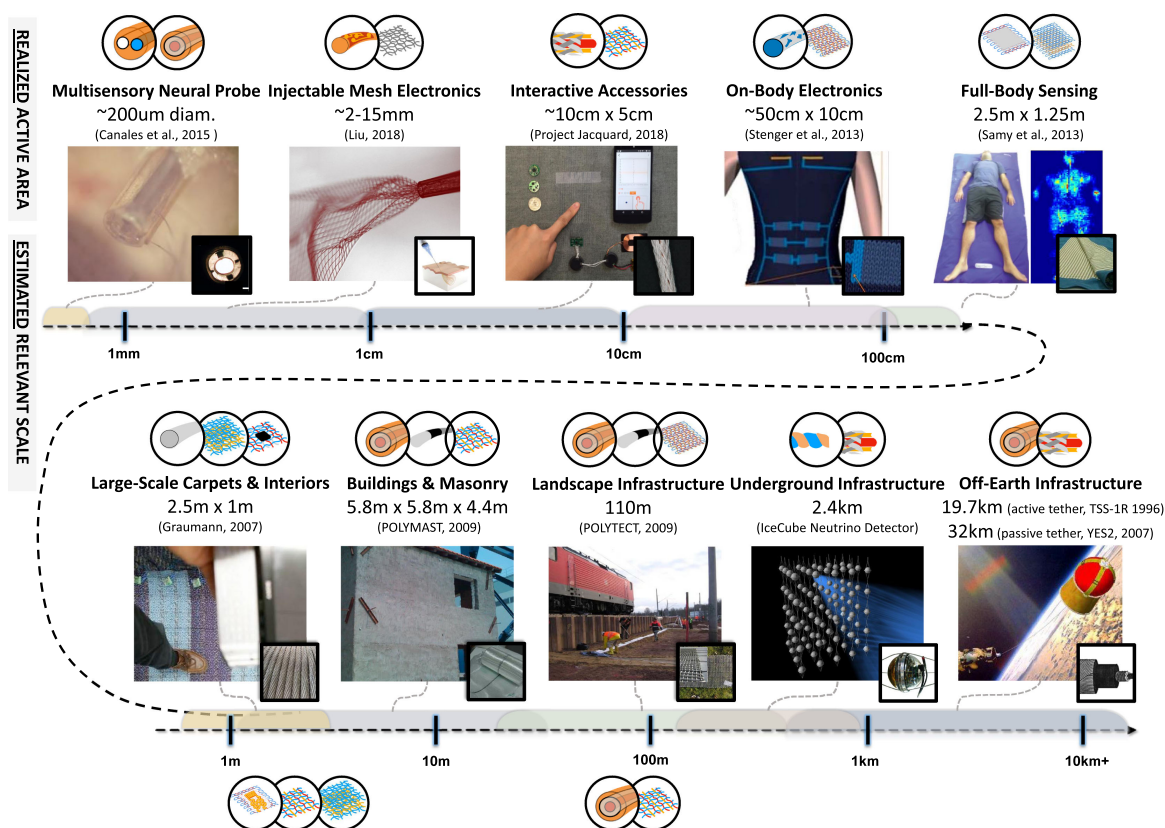 REALIZED ACTIVE AREA
ESTIMATED RELEVANT SCALE
Multisensory Neural Probe
~200um diam.
(Canales et al., 2015 )
Injectable Mesh Electronics
~2-15mm
(Liu, 2018)
Interactive Accessories
~10cm x 5cm
(Project Jacquard, 2018)
On-Body Electronics
~50cm x 10cm
(Stenger et al., 2013)
Full-Body Sensing
2.5m x 1.25m
(Samy et al., 2013)
1mm
1cm
10cm
100cm
Large-Scale Carpets & Interiors
2.5m x 1m
(Graumann, 2007)
Buildings & Masonry
5.8m x 5.8m x 4.4m
(POLYMAST, 2009)
Landscape Infrastructure
110m
(POLYTECT, 2009)
Underground Infrastructure
2.4km
(IceCube Neutrino Detector)
Off-Earth Infrastructure
19.7km (active tether, TSS-1R 1996)
32km (passive tether, YES2, 2007)
1m
10m
100m
1km
10km+